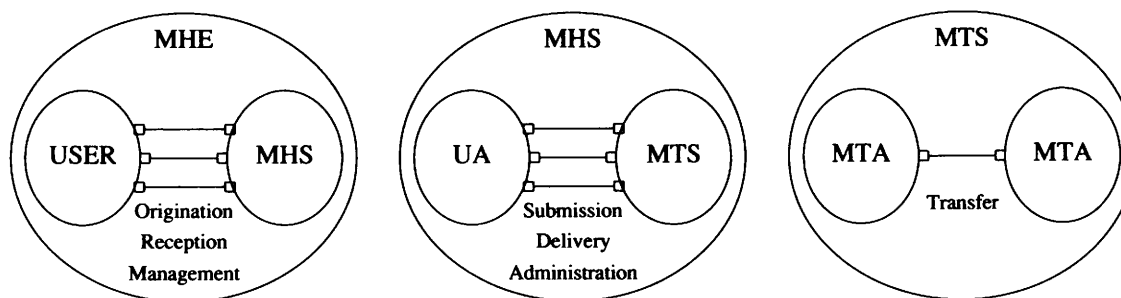 MHE
USER
MHS
Origination
Reception
Management
MHS
UA
MTS
Submission
Delivery
Administration
MTS
MTA
MTA
Transfer